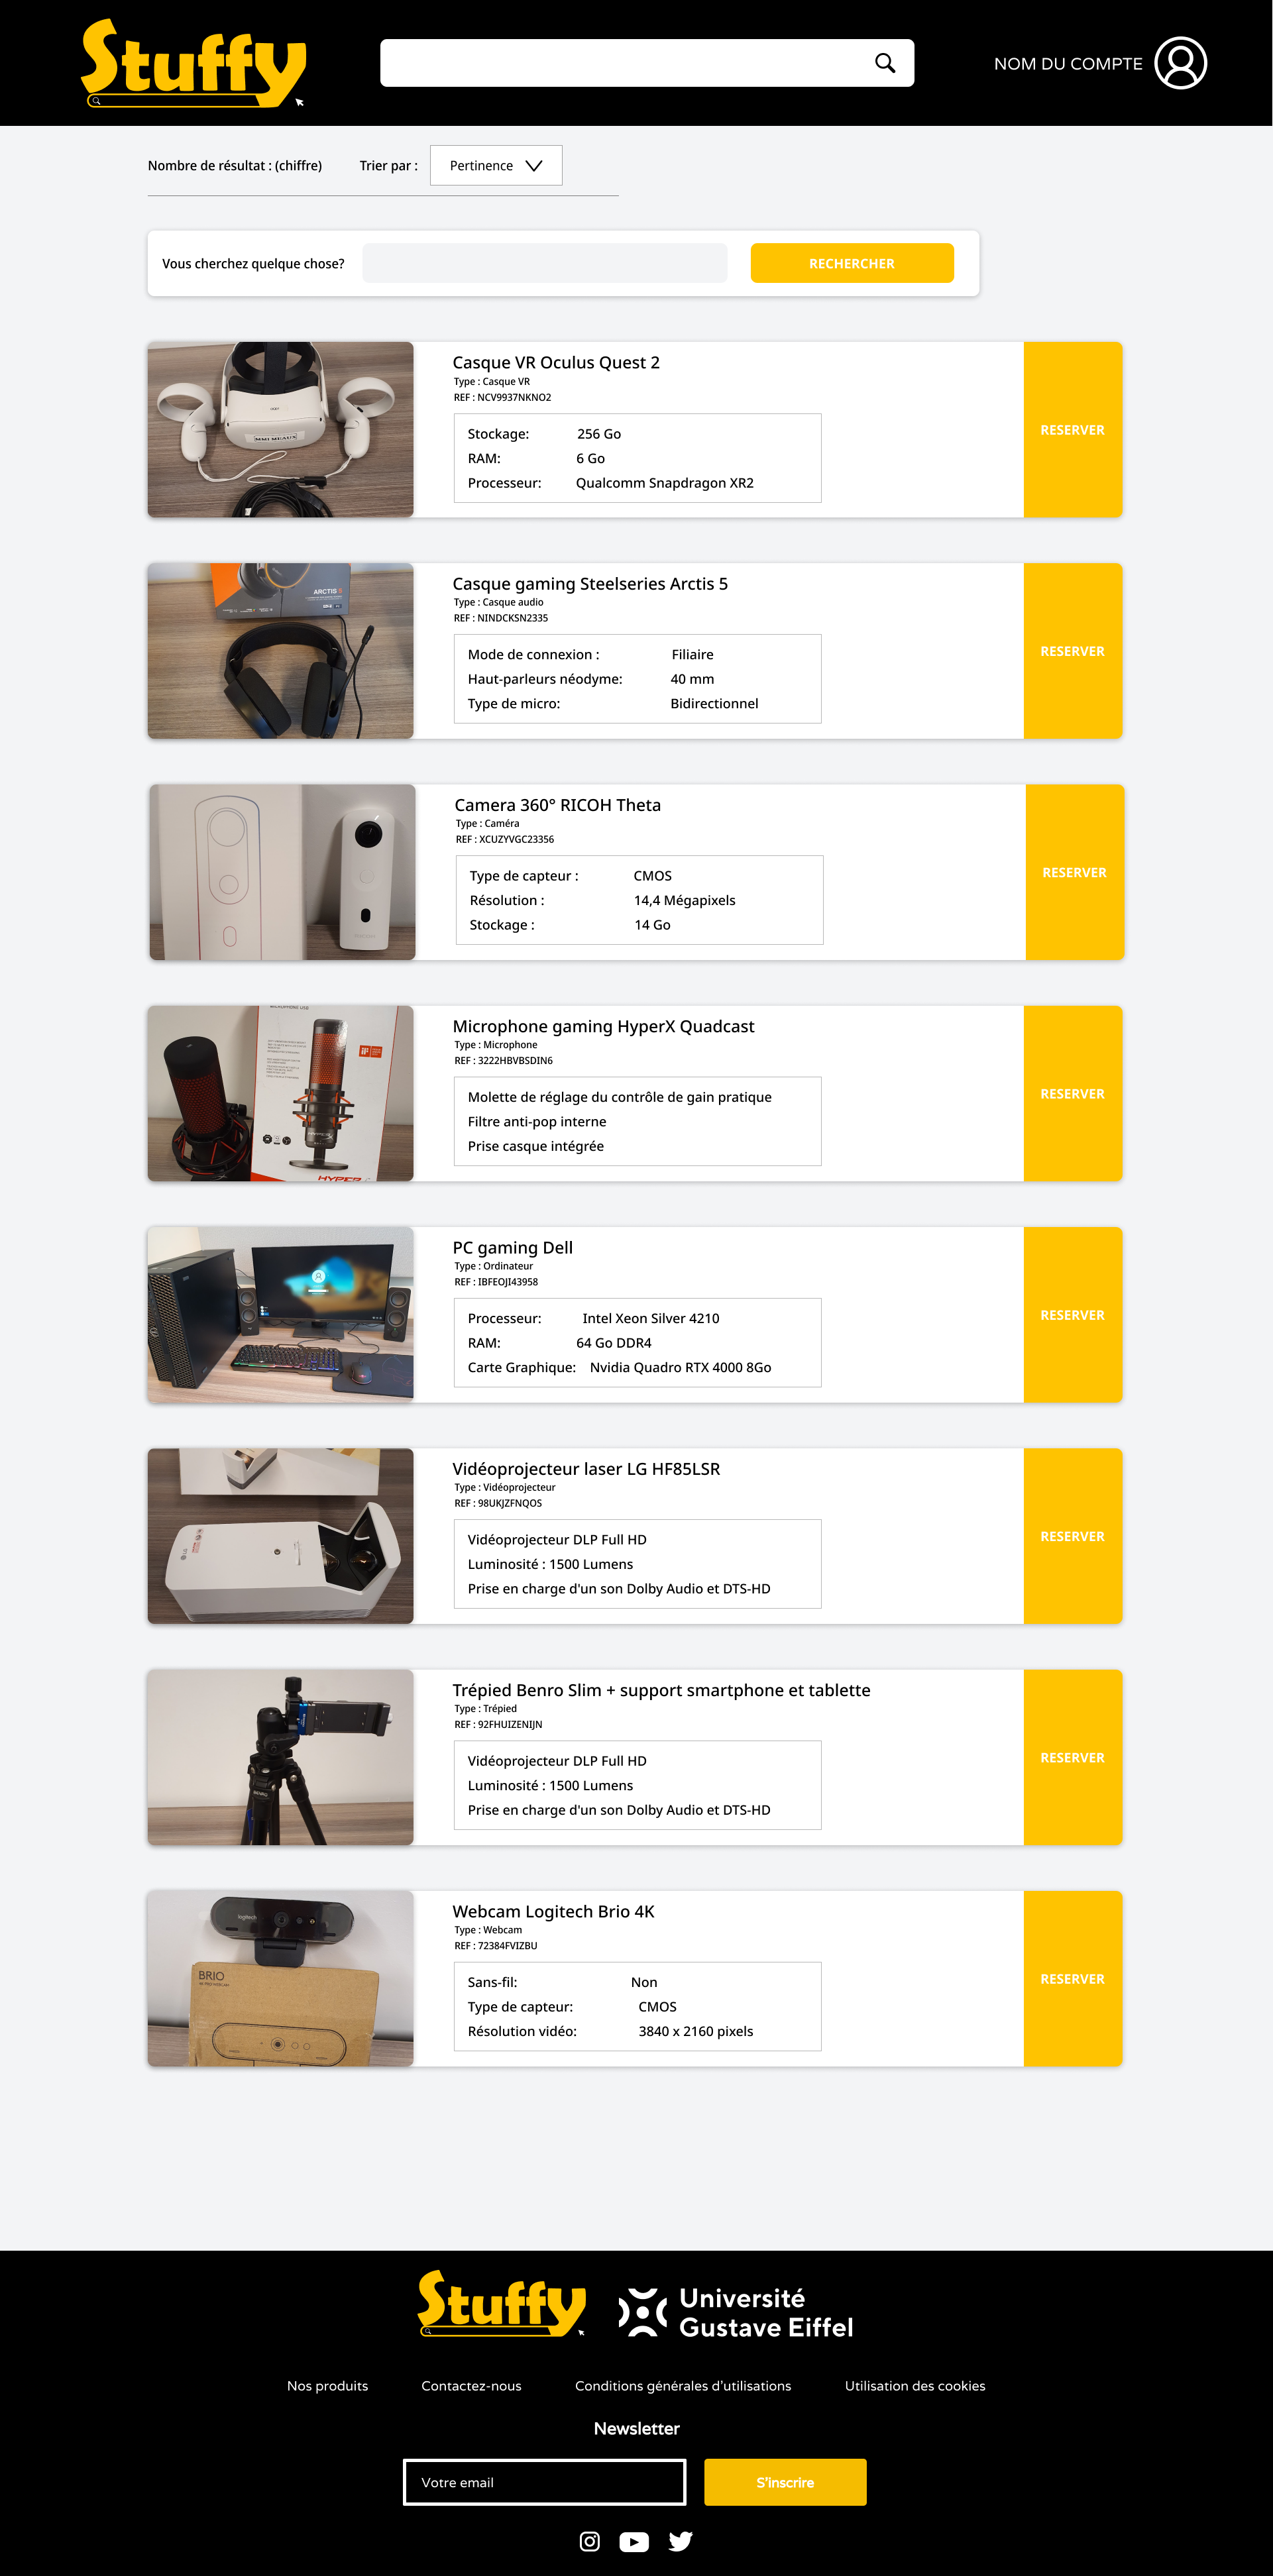 Stuffy
NOM DU COMPTE
Nombre de résultat : (chiffre) Trier par : Pertinence
Vous cherchez quelque chose? RECHERCHER
Casque VR Oculus Quest 2
Type : Casque VR
REF : NCV9937NKNO2
Stockage: 256 Go
RAM: 6 Go
Processeur: Qualcomm Snapdragon XR2
RESERVER
MMI MEAUX
Casque gaming Steelseries Arctis 5
Type : Casque audio
REF : NINDCKSN2335
Mode de connexion : Filiaire
Haut-parleurs néodyme: 40 mm
Type de micro: Bidirectionnel
RESERVER
ARCTIS 5
Camera 360° RICOH Theta
Type : Caméra
REF : XCUZYVGC23356
Type de capteur : CMOS
Résolution : 14,4 Mégapixels
Stockage : 14 Go
RESERVER
Microphone gaming HyperX Quadcast
Type : Microphone
REF : 3222HBVBSDIN6
Molette de réglage du contrôle de gain pratique
Filtre anti-pop interne
Prise casque intégrée
RESERVER
HYPER
PC gaming Dell
Type : Ordinateur
REF : IBFEOJI43958
Processeur: Intel Xeon Silver 4210
RAM: 64 Go DDR4
Carte Graphique: Nvidia Quadro RTX 4000 8Go
RESERVER
Vidéoprojecteur laser LG HF85LSR
Type : Vidéoprojecteur
REF : 98UKJZFNQOS
Vidéoprojecteur DLP Full HD
Luminosité : 1500 Lumens
Prise en charge d'un son Dolby Audio et DTS-HD
RESERVER
LG
Trépied Benro Slim + support smartphone et tablette
Type : Trépied
REF : 92FHUIZENIJN
Vidéoprojecteur DLP Full HD
Luminosité : 1500 Lumens
Prise en charge d'un son Dolby Audio et DTS-HD
RESERVER
BENRO
Webcam Logitech Brio 4K
Type : Webcam
REF : 72384FVIZBU
Sans-fil: Non
Type de capteur: CMOS
Résolution vidéo: 3840 x 2160 pixels
RESERVER
logitech
BRIO
Stuffy
Université
Gustave Eiffel
Nos produits Contactez-nous Conditions générales d'utilisations Utilisation des cookies
Newsletter
Votre email S'inscrire